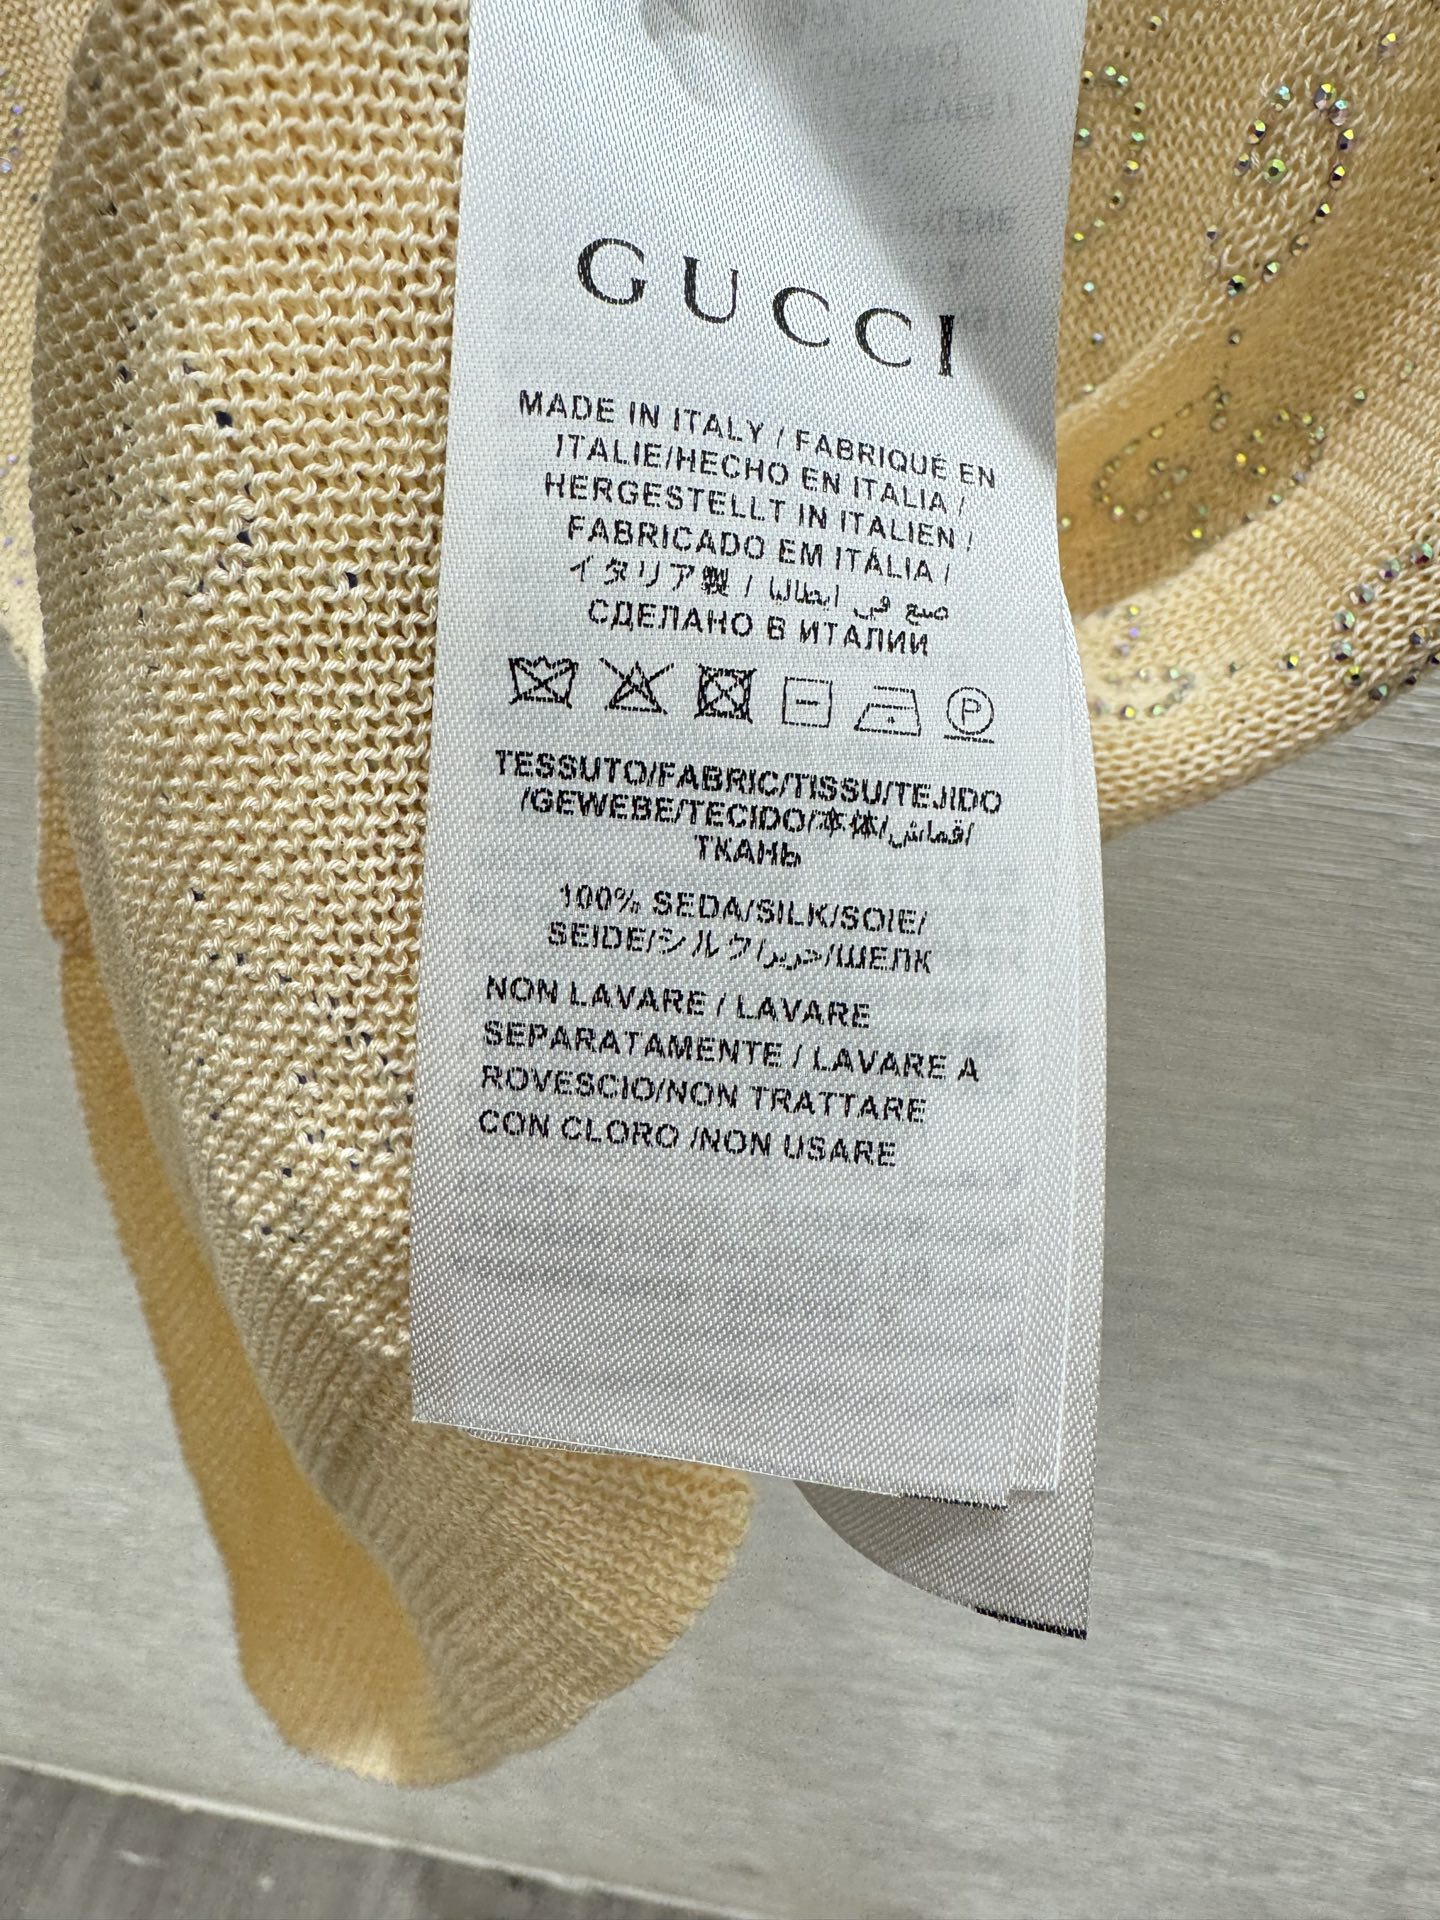 GUCCI
MADE IN ITALY / FABRIQUÉ EN
ITALIE/HECHO EN ITALIA /
HERGESTELLT IN ITALIEN /
FABRICADO EM ITÁLIA /
イタリア製 / صنع في ايطاليا
СДЕЛАНО В ИТАЛИИ
P
TESSUTO/FABRIC/TISSU/TEJIDO
/GEWEBE/TECIDO/本体/قماش/
ТКАНЬ
100% SEDA/SILK/SOIE/
SEIDE/シルク/حرير/ШЕЛК
NON LAVARE / LAVARE
SEPARATAMENTE / LAVARE A
ROVESCIO/NON TRATTARE
CON CLORO /NON USARE